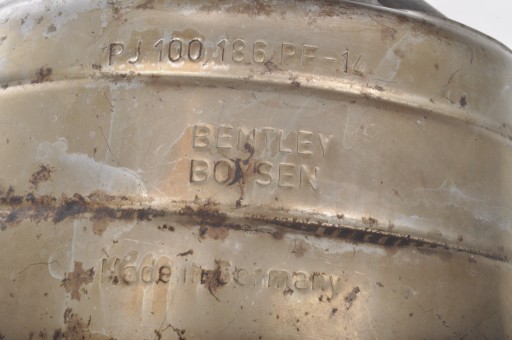 PJ 100 186 PF-14
BENTLEY
BOYSEN
Made in Germany